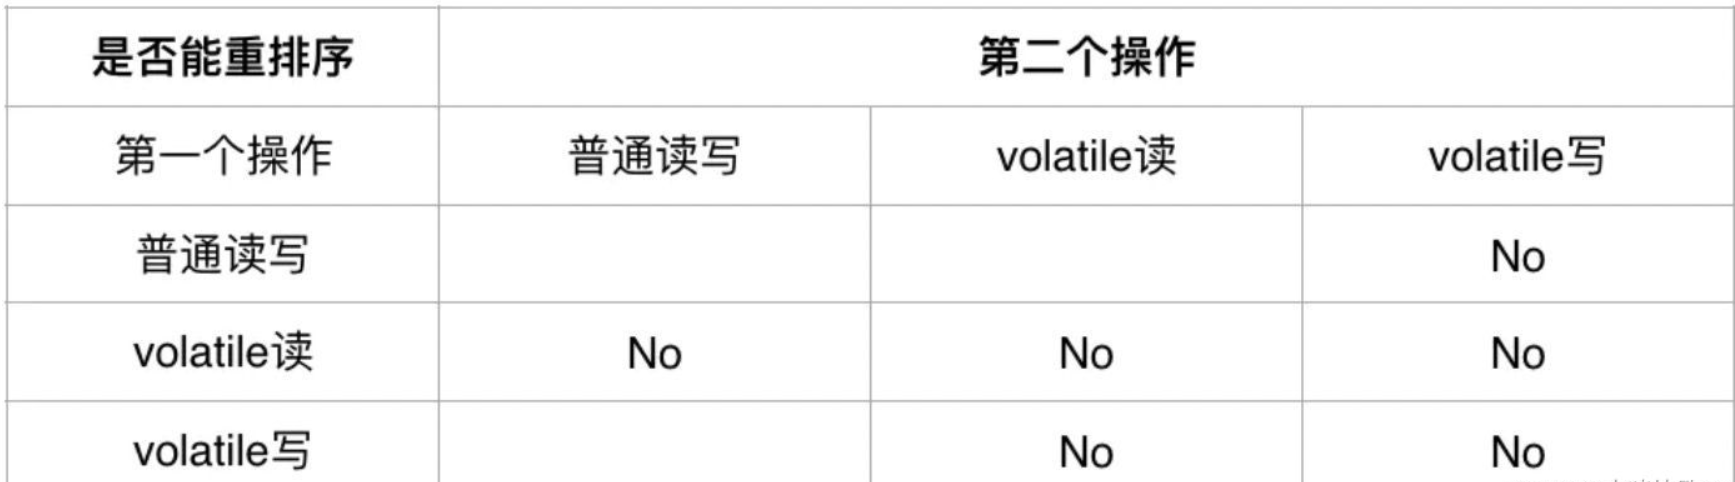 是否能重排序 第二个操作
第一个操作 普通读写 volatile读 volatile写
普通读写 No
volatile读 No No No
volatile写 No No